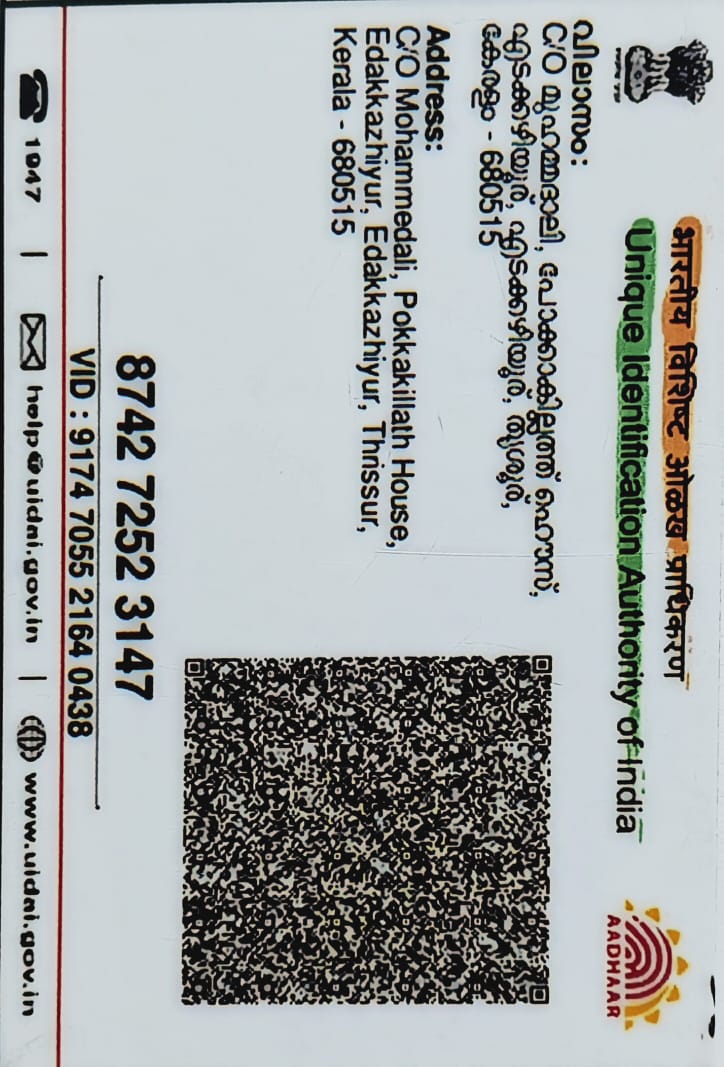 भारतीय विशिष्ट ओळख प्राधिकरण
Unique Identification Authority of India
AADHAAR
വിലാസം:
C/O മുഹമ്മദാലി, പോക്കാകില്ലത്ത് ഹൌസ്,
എടക്കഴിയൂർ, എടക്കഴിയൂർ, തൃശ്ശൂർ,
കേരളം - 680515
Address:
C/O Mohammedali, Pokkakillath House,
Edakkazhiyur, Edakkazhiyur, Thrissur,
Kerala - 680515
8742 7252 3147
VID : 9174 7055 2164 0438
1947 | help@uidai.gov.in | www.uidai.gov.in